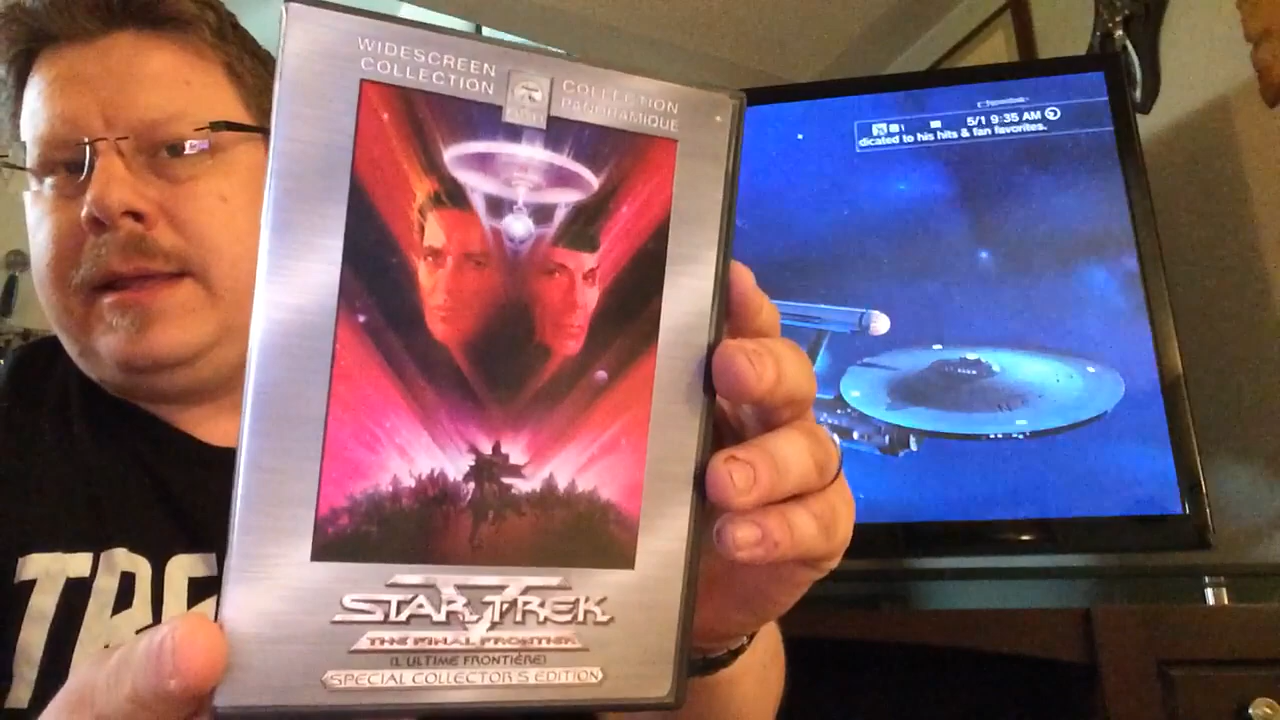 WIDESCREEN
COLLECTION
COLLECTION
PANORAMIQUE
5/1 9:35 AM
dicated to his hits & fan favorites.
V
STAR TREK
THE FINAL FRONTIER
(L'ULTIME FRONTIÈRE)
SPECIAL COLLECTOR'S EDITION
TRE